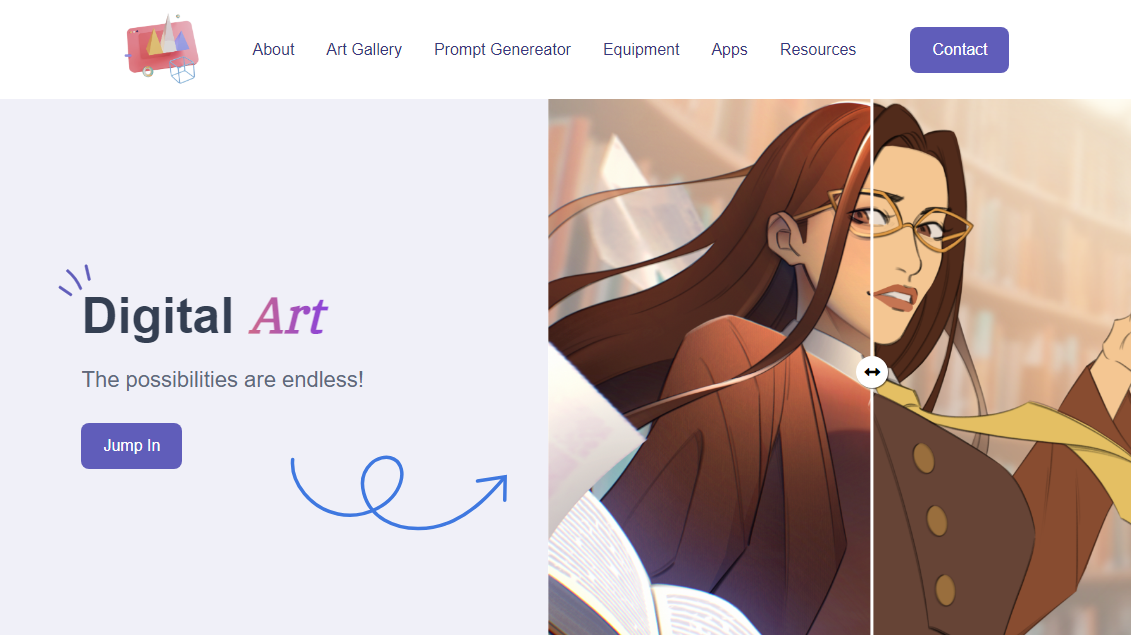 About Art Gallery Prompt Genereator Equipment Apps Resources Contact
Digital Art
The possibilities are endless!
Jump In